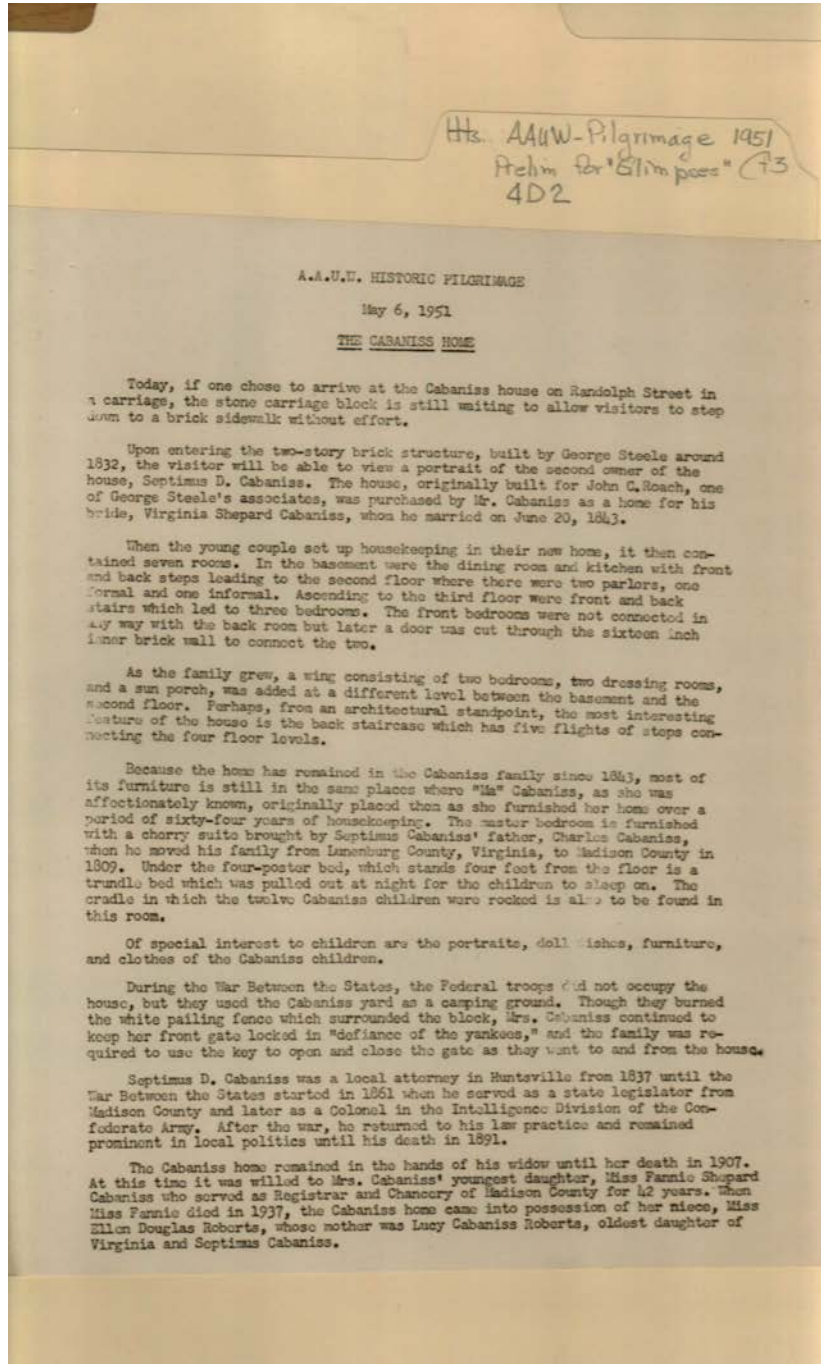 Hts. AAUW-Pilgrimage 1951
Prelim for "Glimpses"
4D2
A.A.U.U. HISTORIC PILGRIMAGE
May 6, 1951
THE CABANISS HOME
Today, if one chose to arrive at the Cabaniss house on Randolph Street in
a carriage, the stone carriage block is still waiting to allow visitors to step
down to a brick sidewalk without effort.
Upon entering the two-story brick structure, built by George Steele around
1832, the visitor will be able to view a portrait of the second owner of the
house, Septimus D. Cabaniss. The house, originally built for John C. Roach, one
of George Steele's associates, was purchased by Mr. Cabaniss as a home for his
bride, Virginia Shepard Cabaniss, whom he married on June 20, 1843.
When the young couple set up housekeeping in their new home, it then con-
tained seven rooms. In the basement were the dining room and kitchen with front
and back steps leading to the second floor where there were two parlors, one
formal and one informal. Ascending to the third floor were front and back
stairs which led to three bedrooms. The front bedrooms were not connected in
any way with the back room but later a door was cut through the sixteen inch
inner brick wall to connect the two.
As the family grew, a wing consisting of two bedrooms, two dressing rooms,
and a sun porch, was added at a different level between the basement and the
second floor. Perhaps, from an architectural standpoint, the most interesting
feature of the house is the back staircase which has five flights of steps con-
necting the four floor levels.
Because the home has remained in the Cabaniss family since 1843, most of
its furniture is still in the same places where "Ma" Cabaniss, as she was
affectionately known, originally placed them as she furnished her home over a
period of sixty-four years of housekeeping. The master bedroom is furnished
with a cherry suite brought by Septimus Cabaniss' father, Charles Cabaniss,
when he moved his family from Lunenburg County, Virginia, to Madison County in
1809. Under the four-poster bed, which stands four feet from the floor is a
trundle bed which was pulled out at night for the children to sleep on. The
cradle in which the twelve Cabaniss children were rocked is also to be found in
this room.
Of special interest to children are the portraits, doll dishes, furniture,
and clothes of the Cabaniss children.
During the War Between the States, the Federal troops did not occupy the
house, but they used the Cabaniss yard as a camping ground. Though they burned
the white pailing fence which surrounded the block, Mrs. Cabaniss continued to
keep her front gate locked in "defiance of the yankees," and the family was re-
quired to use the key to open and close the gate as they went to and from the house.
Septimus D. Cabaniss was a local attorney in Huntsville from 1837 until the
War Between the States started in 1861 when he served as a state legislator from
Madison County and later as a Colonel in the Intelligence Division of the Con-
federate Army. After the war, he returned to his law practice and remained
prominent in local politics until his death in 1891.
The Cabaniss home remained in the hands of his widow until her death in 1907.
At this time it was willed to Mrs. Cabaniss' youngest daughter, Miss Fannie Shepard
Cabaniss who served as Registrar and Chancery of Madison County for 42 years. When
Miss Fannie died in 1937, the Cabaniss home came into possession of her niece, Miss
Ellen Douglas Roberts, whose mother was Lucy Cabaniss Roberts, oldest daughter of
Virginia and Septimus Cabaniss.